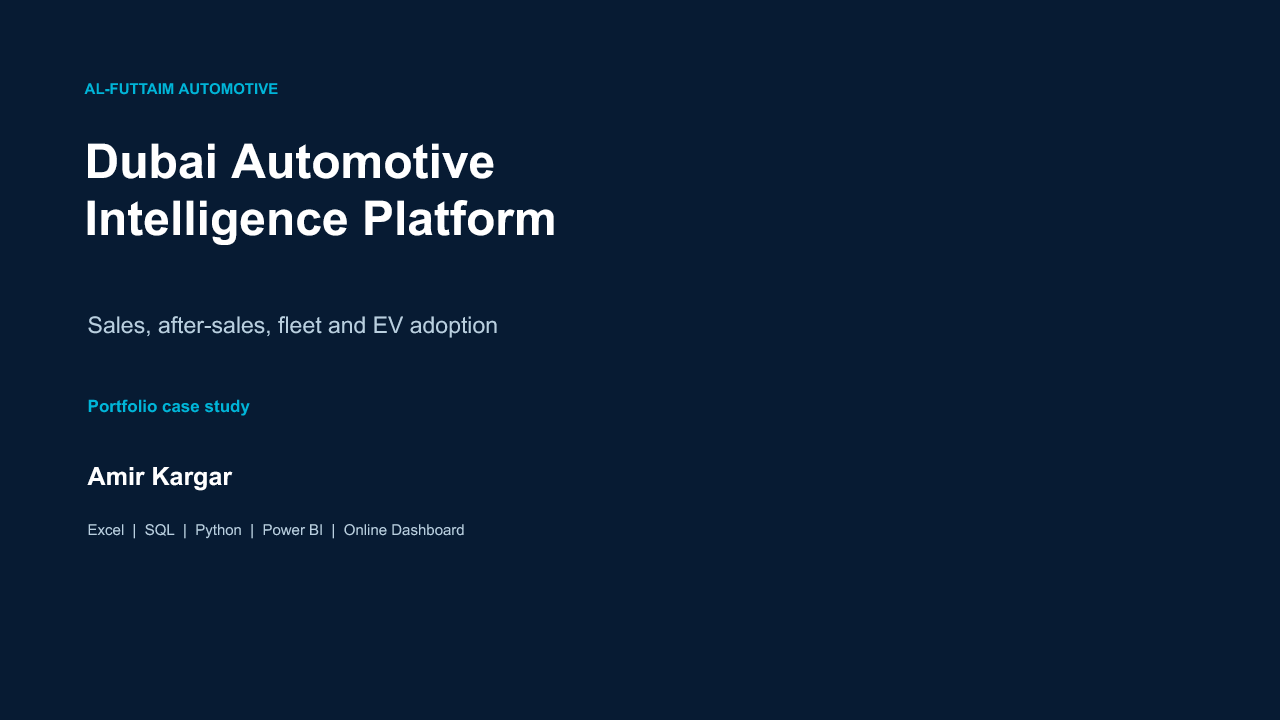 AL-FUTTAIM AUTOMOTIVE
Dubai Automotive
Intelligence Platform
Sales, after-sales, fleet and EV adoption
Portfolio case study
Amir Kargar
Excel | SQL | Python | Power BI | Online Dashboard